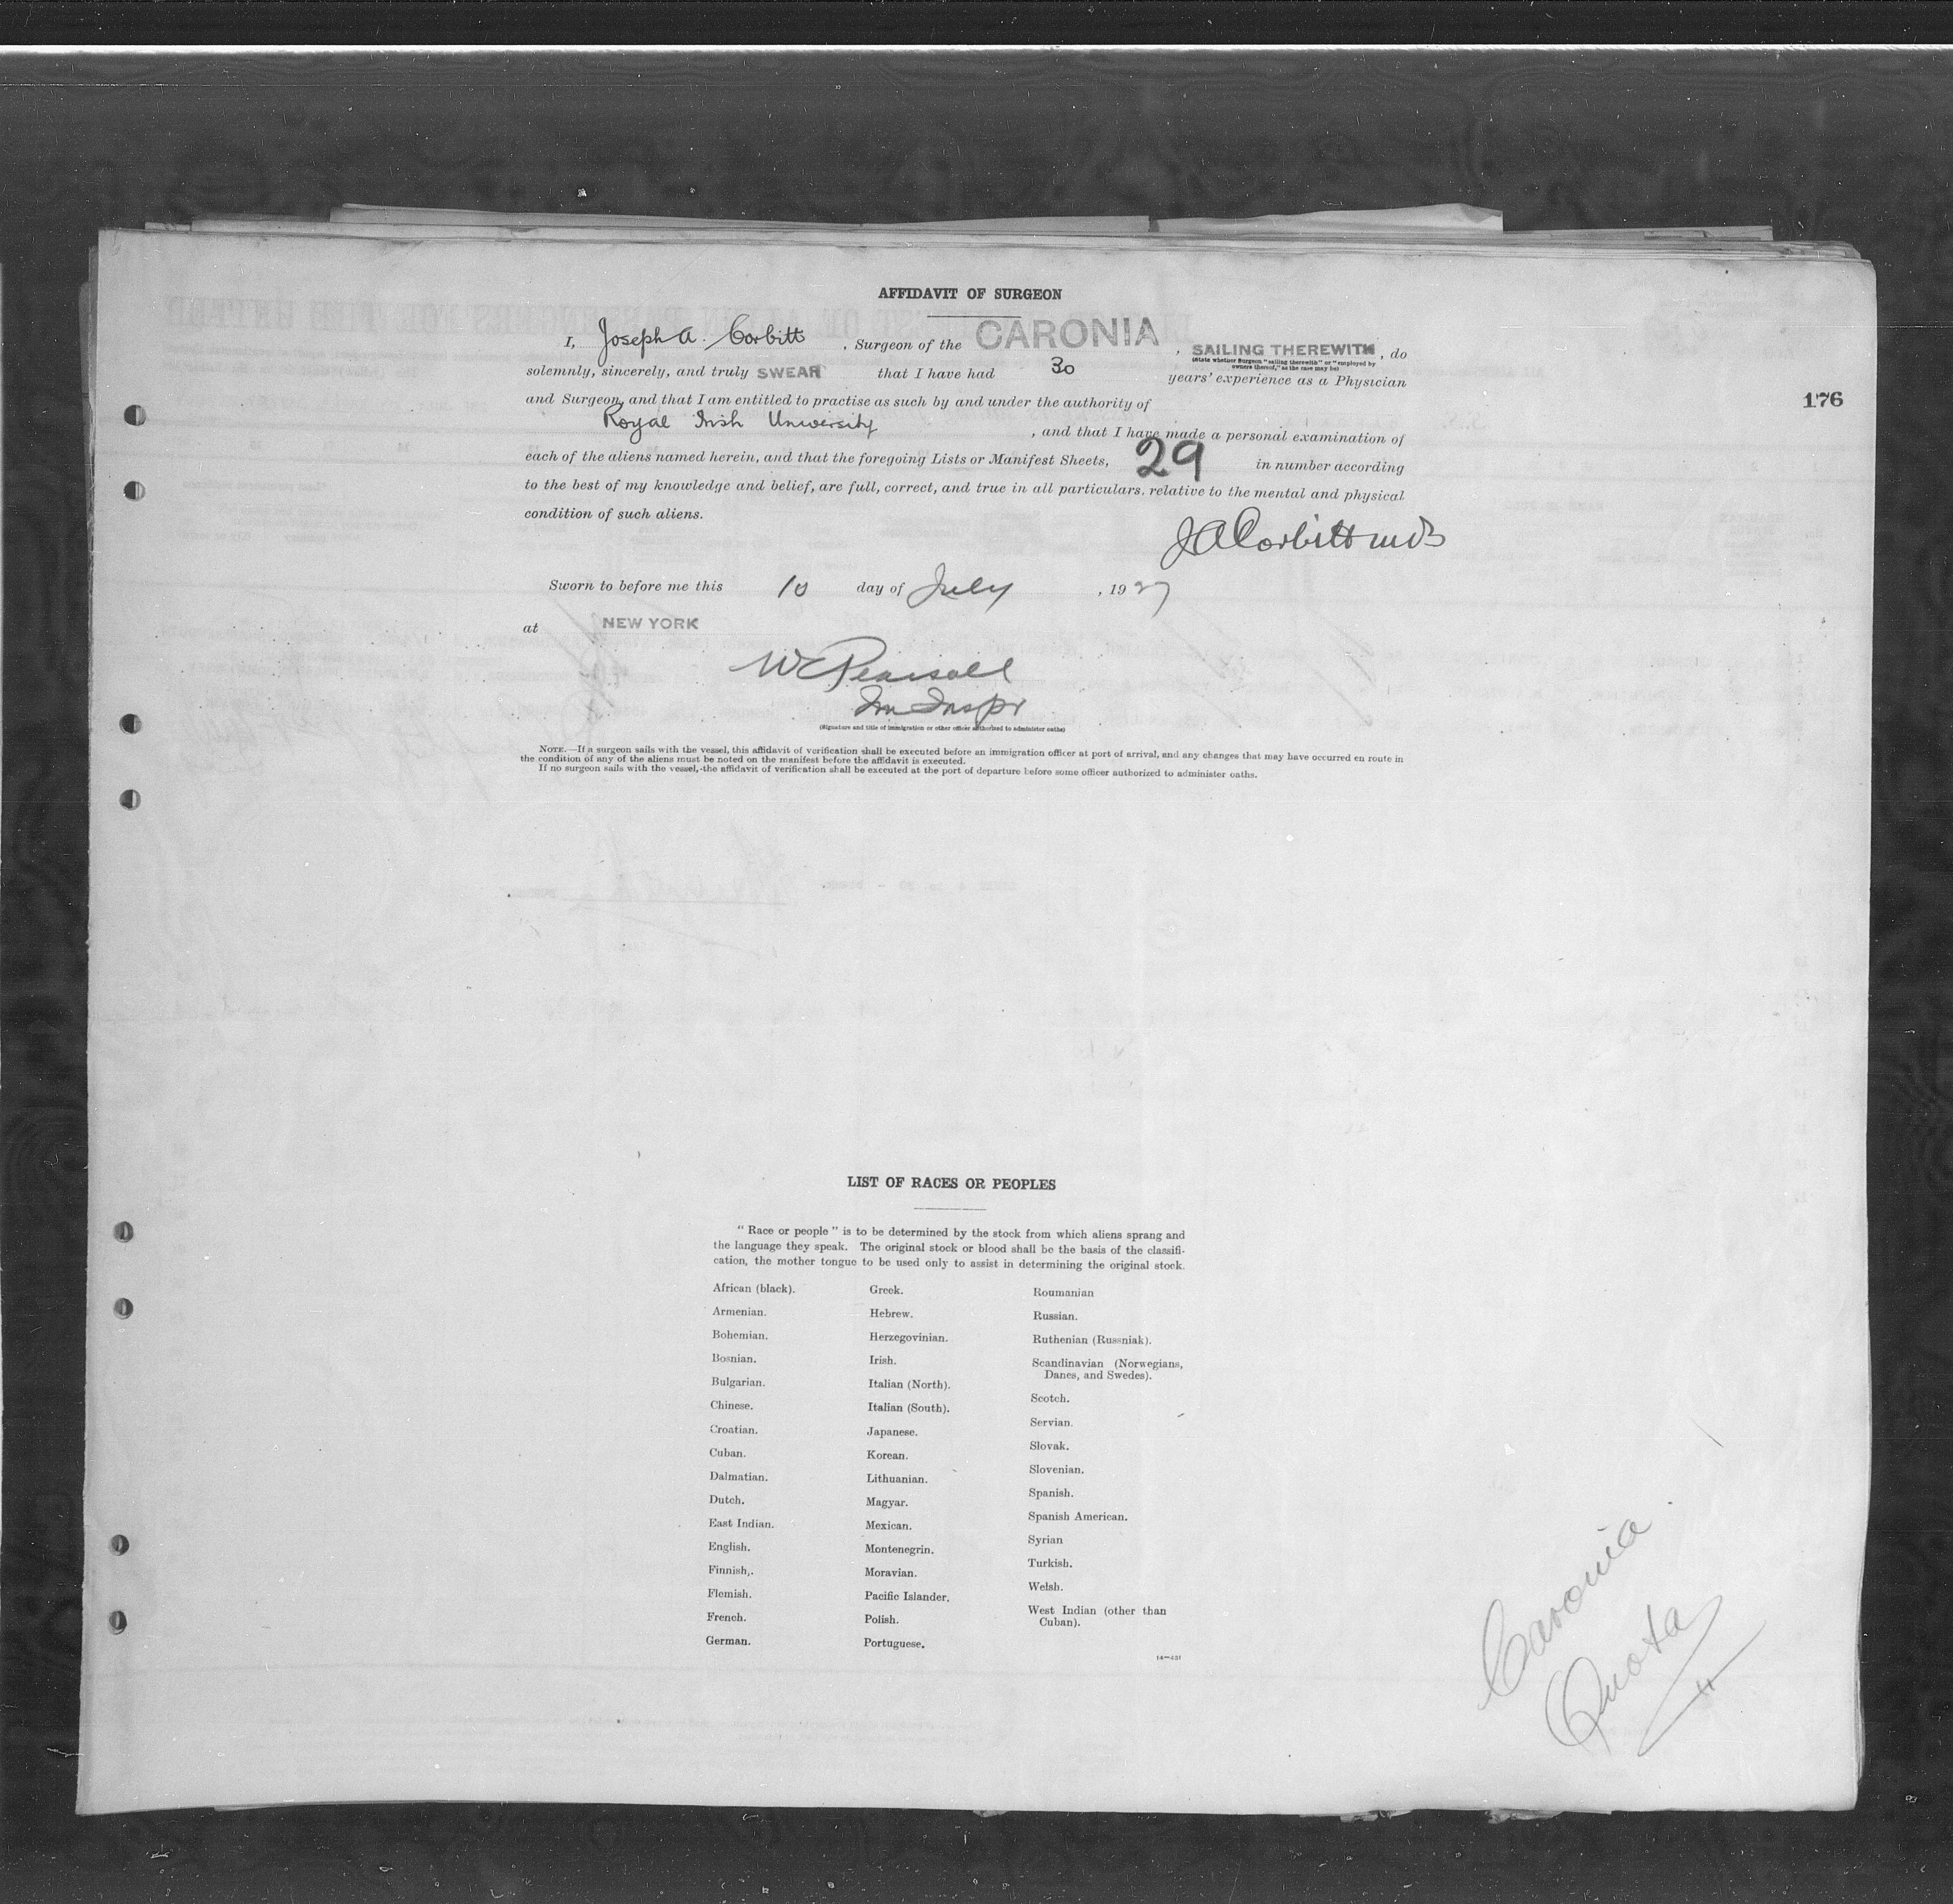 AFFIDAVIT OF SURGEON
I, Joseph A. Corbitt , Surgeon of the CARONIA , SAILING THEREWITH , do
(State whether Surgeon "sailing therewith" or "employed by
owners thereof," as the case may be)
solemnly, sincerely, and truly SWEAR that I have had 30 years' experience as a Physician
and Surgeon, and that I am entitled to practise as such by and under the authority of
Royal Irish University , and that I have made a personal examination of
each of the aliens named herein, and that the foregoing Lists or Manifest Sheets, 29 in number according
to the best of my knowledge and belief, are full, correct, and true in all particulars. relative to the mental and physical
condition of such aliens.
J A Corbitt
Sworn to before me this 10 day of July , 1927
at NEW YORK
W C Pearsall
Im Inspr
(Signature and title of immigration or other officer authorized to administer oaths)
NOTE.—If a surgeon sails with the vessel, this affidavit of verification shall be executed before an immigration officer at port of arrival, and any changes that may have occurred en route in
the condition of any of the aliens must be noted on the manifest before the affidavit is executed.
If no surgeon sails with the vessel, the affidavit of verification shall be executed at the port of departure before some officer authorized to administer oaths.
176
LIST OF RACES OR PEOPLES
" Race or people " is to be determined by the stock from which aliens sprang and
the language they speak. The original stock or blood shall be the basis of the classifi-
cation, the mother tongue to be used only to assist in determining the original stock.
African (black).
Armenian.
Bohemian.
Bosnian.
Bulgarian.
Chinese.
Croatian.
Cuban.
Dalmatian.
Dutch.
East Indian.
English.
Finnish,.
Flemish.
French.
German.
Greek.
Hebrew.
Herzegovinian.
Irish.
Italian (North).
Italian (South).
Japanese.
Korean.
Lithuanian.
Magyar.
Mexican.
Montenegrin.
Moravian.
Pacific Islander.
Polish.
Portuguese.
Roumanian
Russian.
Ruthenian (Russniak).
Scandinavian (Norwegians,
Danes, and Swedes).
Scotch.
Servian.
Slovak.
Slovenian.
Spanish.
Spanish American.
Syrian
Turkish.
Welsh.
West Indian (other than
Cuban).
14—431
Caronia
Quota